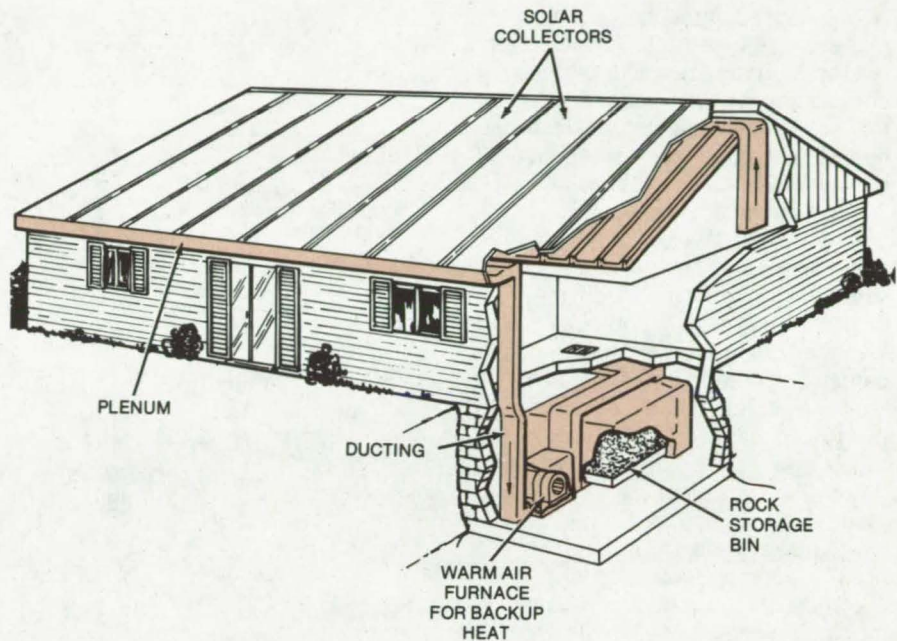 SOLAR
COLLECTORS
PLENUM
DUCTING
ROCK
STORAGE
BIN
WARM AIR
FURNACE
FOR BACKUP
HEAT